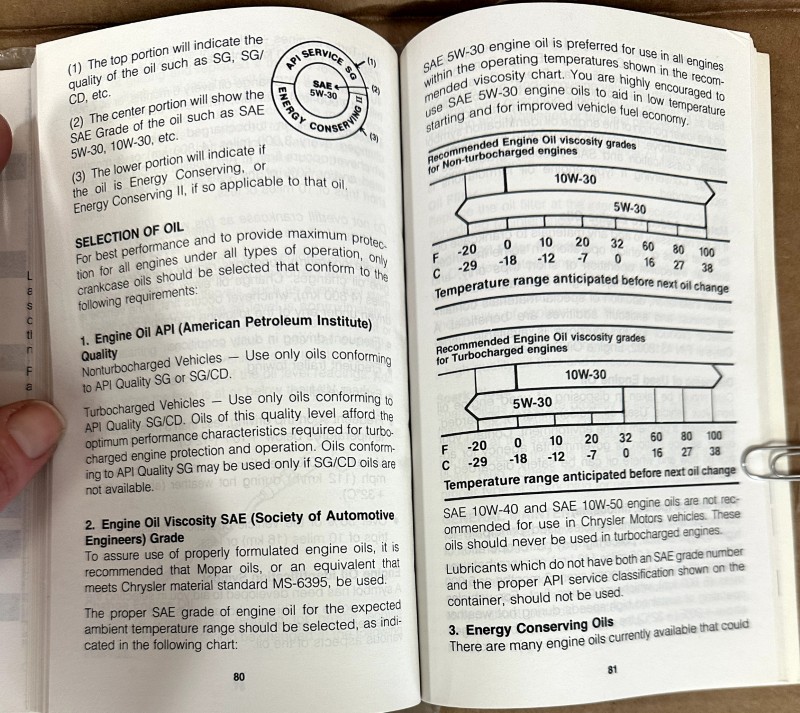 (1) The top portion will indicate the
quality of the oil such as SG, SG/
CD, etc.
(2) The center portion will show the
SAE Grade of the oil such as SAE
5W-30, 10W-30, etc.
(3) The lower portion will indicate if
the oil is Energy Conserving, or
Energy Conserving II, if so applicable to that oil.
API SERVICE SG
SAE
5W-30
ENERGY CONSERVING II
(1)
(2)
(3)
SELECTION OF OIL
For best performance and to provide maximum protec-
tion for all engines under all types of operation, only
crankcase oils should be selected that conform to the
following requirements:
1. Engine Oil API (American Petroleum Institute)
Quality
Nonturbocharged Vehicles — Use only oils conforming
to API Quality SG or SG/CD.
Turbocharged Vehicles — Use only oils conforming to
API Quality SG/CD. Oils of this quality level afford the
optimum performance characteristics required for turbo-
charged engine protection and operation. Oils conform-
ing to API Quality SG may be used only if SG/CD oils are
not available.
2. Engine Oil Viscosity SAE (Society of Automotive
Engineers) Grade
To assure use of properly formulated engine oils, it is
recommended that Mopar oils, or an equivalent that
meets Chrysler material standard MS-6395, be used.
The proper SAE grade of engine oil for the expected
ambient temperature range should be selected, as indi-
cated in the following chart:
80
SAE 5W-30 engine oil is preferred for use in all engines
within the operating temperatures shown in the recom-
mended viscosity chart. You are highly encouraged to
use SAE 5W-30 engine oils to aid in low temperature
starting and for improved vehicle fuel economy.
Recommended Engine Oil viscosity grades
for Non-turbocharged engines
10W-30
5W-30
F -20 0 10 20 32 60 80 100
C -29 -18 -12 -7 0 16 27 38
Temperature range anticipated before next oil change
Recommended Engine Oil viscosity grades
for Turbocharged engines
10W-30
5W-30
F -20 0 10 20 32 60 80 100
C -29 -18 -12 -7 0 16 27 38
Temperature range anticipated before next oil change
SAE 10W-40 and SAE 10W-50 engine oils are not rec-
ommended for use in Chrysler Motors vehicles. These
oils should never be used in turbocharged engines.
Lubricants which do not have both an SAE grade number
and the proper API service classification shown on the
container, should not be used.
3. Energy Conserving Oils
There are many engine oils currently available that could
81